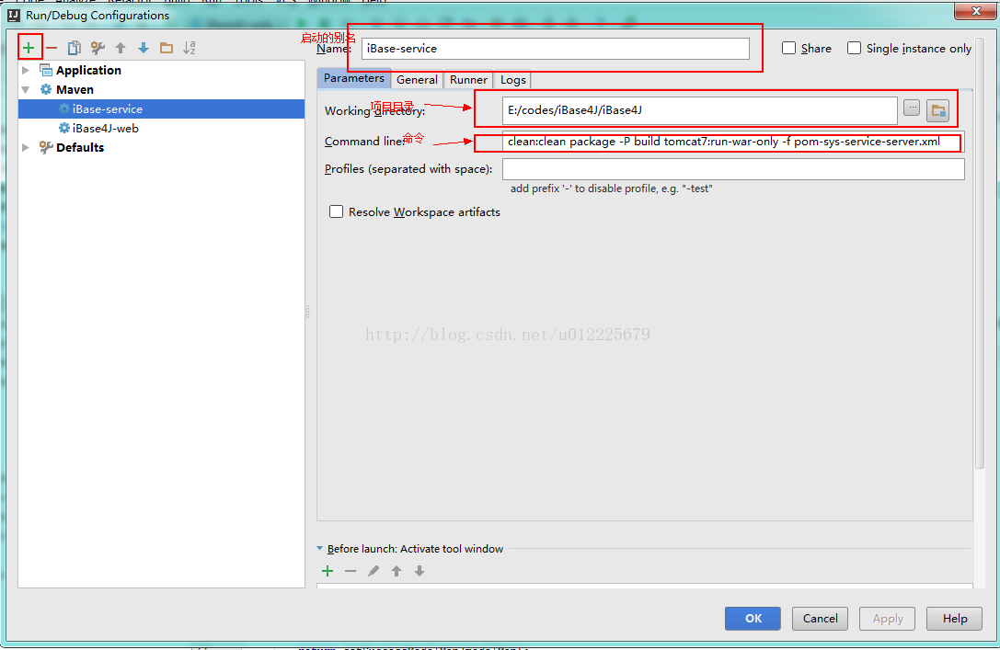 Run/Debug Configurations
启动的别名
Name: iBase-service
Share
Single instance only
Application
Maven
iBase-service
iBase4J-web
Defaults
Parameters General Runner Logs
Working directory: 项目目录 E:/codes/iBase4J/iBase4J
Command line: 命令 clean:clean package -P build tomcat7:run-war-only -f pom-sys-service-server.xml
Profiles (separated with space):
add prefix '-' to disable profile, e.g. "-test"
Resolve Workspace artifacts
http://blog.csdn.net/u012225679
Before launch: Activate tool window
OK Cancel Apply Help